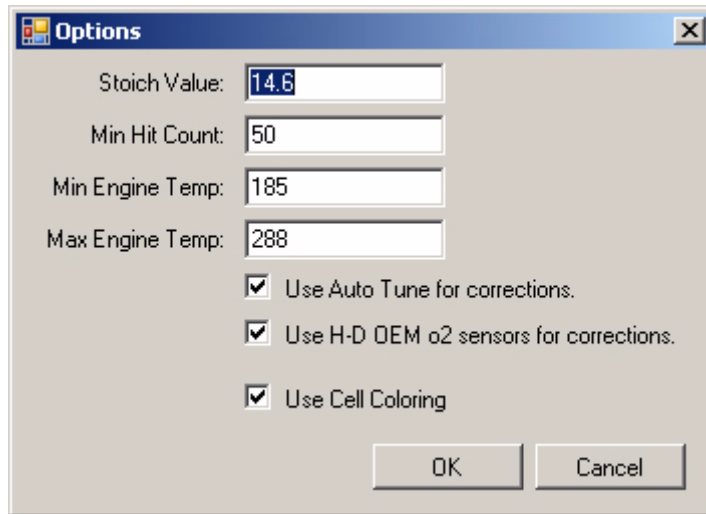 Options
Stoich Value: 14.6
Min Hit Count: 50
Min Engine Temp: 185
Max Engine Temp: 288
Use Auto Tune for corrections.
Use H-D OEM o2 sensors for corrections.
Use Cell Coloring
OK Cancel